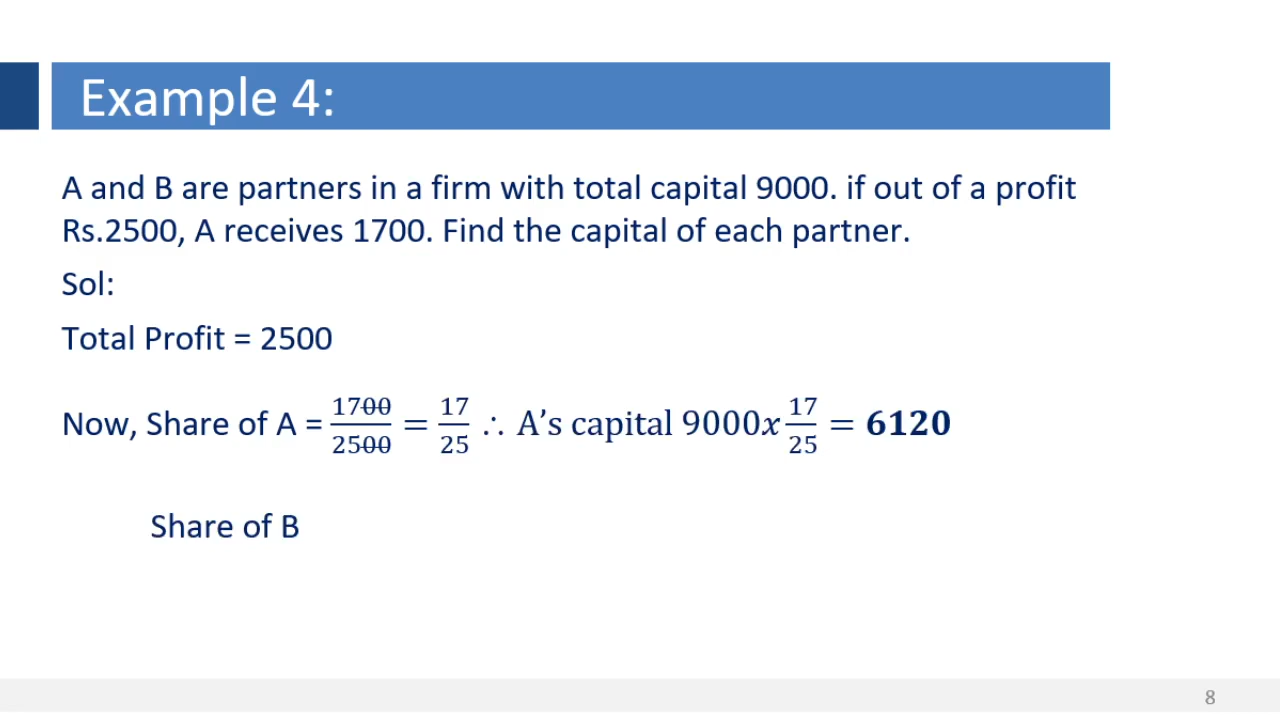 Example 4:
A and B are partners in a firm with total capital 9000. if out of a profit
Rs.2500, A receives 1700. Find the capital of each partner.
Sol:
Total Profit = 2500
Now, Share of A = 1700/2500 = 17/25 ∴ A’s capital 9000x 17/25 = 6120
Share of B
8